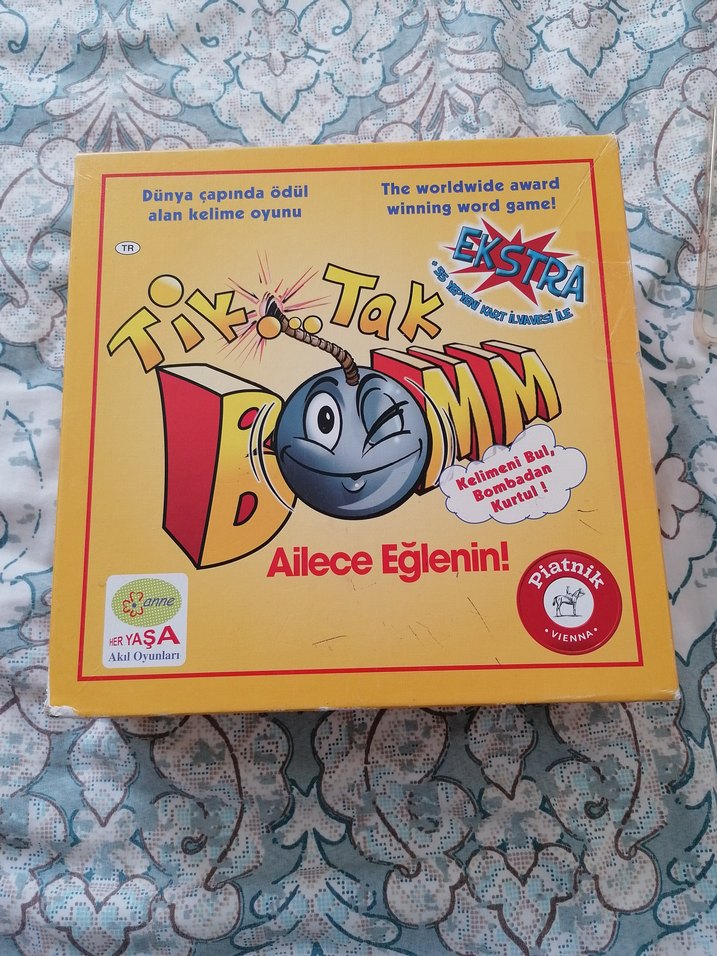 Dünya çapında ödül
alan kelime oyunu
The worldwide award
winning word game!
TR
EKSTRA
TiK...TaK
BOMM
Kelimeni Bul,
Bombadan
Kurtul !
Ailece Eğlenin!
anne
HER YAŞA
Akıl Oyunları
Piatnik
• VIENNA •